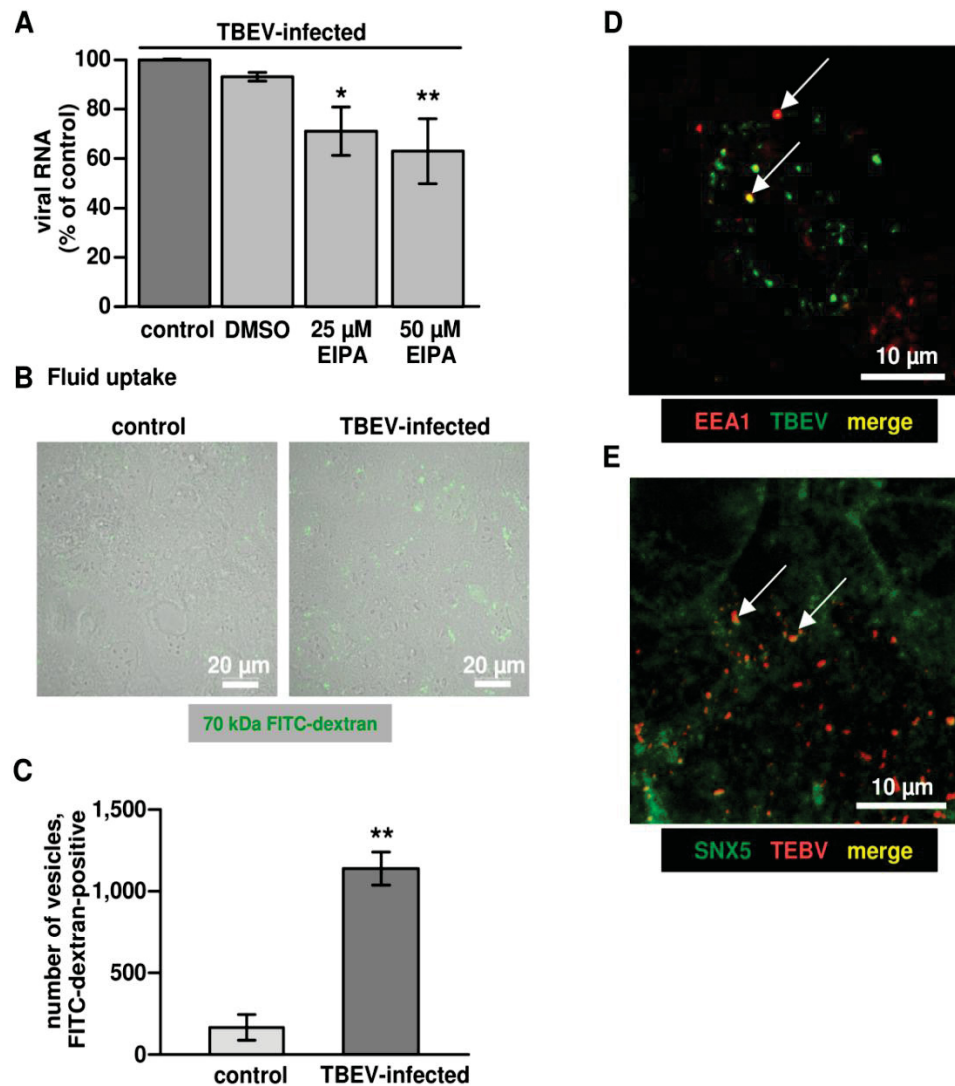 A
TBEV-infected
viral RNA
(% of control)
100
80
60
40
20
0
*
**
control
DMSO
25 µM
EIPA
50 µM
EIPA
B Fluid uptake
control
TBEV-infected
20 µm
20 µm
70 kDa FITC-dextran
C
number of vesicles,
FITC-dextran-positive
1,500
1,000
500
0
**
control
TBEV-infected
D
10 µm
EEA1 TBEV merge
E
10 µm
SNX5 TEBV merge